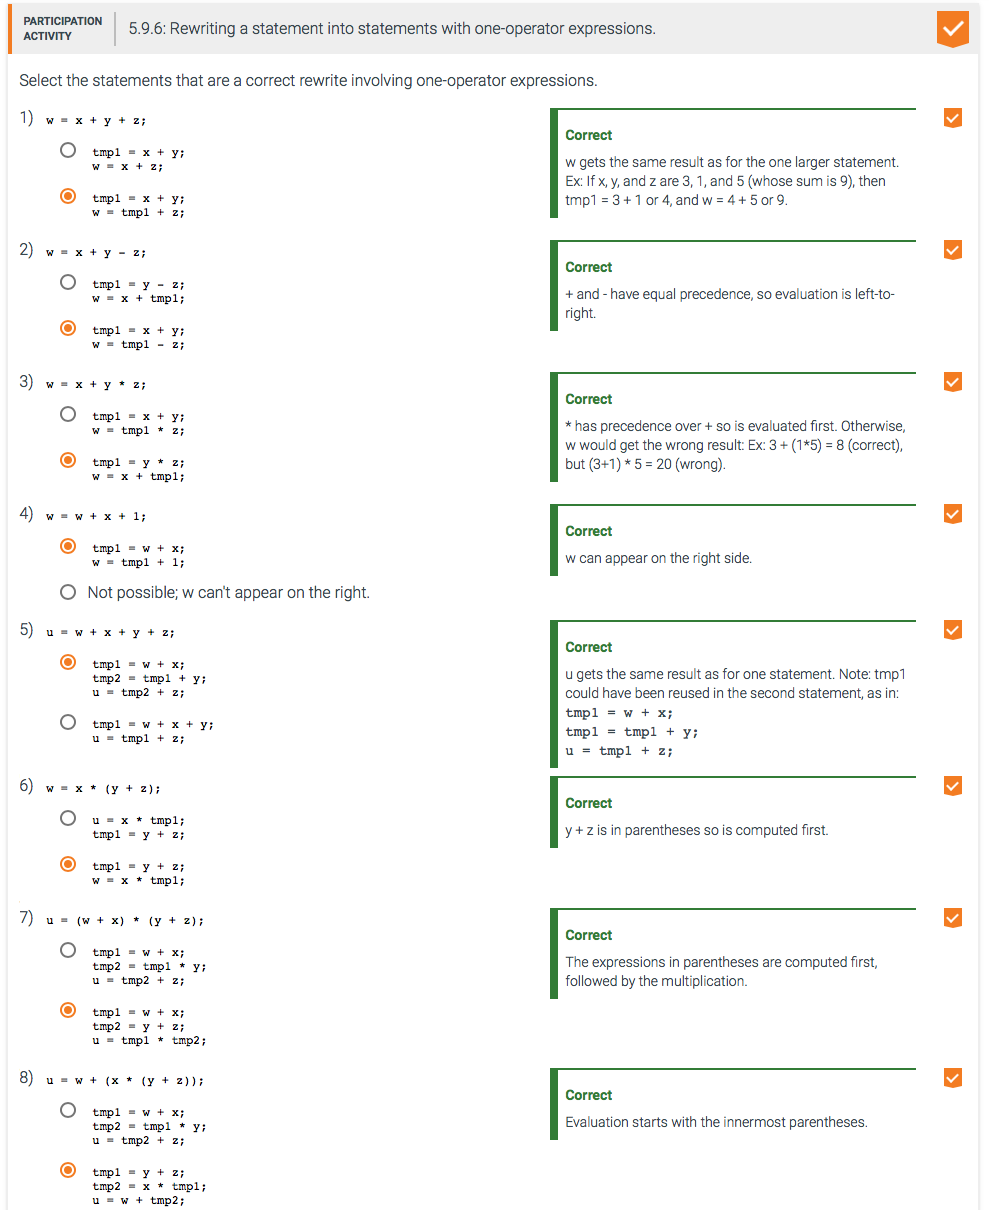 PARTICIPATION
ACTIVITY
5.9.6: Rewriting a statement into statements with one-operator expressions.
Select the statements that are a correct rewrite involving one-operator expressions.
1) w = x + y + z;
tmp1 = x + y;
w = x + z;
tmp1 = x + y;
w = tmp1 + z;
Correct
w gets the same result as for the one larger statement.
Ex: If x, y, and z are 3, 1, and 5 (whose sum is 9), then
tmp1 = 3 + 1 or 4, and w = 4 + 5 or 9.
2) w = x + y - z;
tmp1 = y - z;
w = x + tmp1;
tmp1 = x + y;
w = tmp1 - z;
Correct
+ and - have equal precedence, so evaluation is left-to-
right.
3) w = x + y * z;
tmp1 = x + y;
w = tmp1 * z;
tmp1 = y * z;
w = x + tmp1;
Correct
* has precedence over + so is evaluated first. Otherwise,
w would get the wrong result: Ex: 3 + (1*5) = 8 (correct),
but (3+1) * 5 = 20 (wrong).
4) w = w + x + 1;
tmp1 = w + x;
w = tmp1 + 1;
Not possible; w can't appear on the right.
Correct
w can appear on the right side.
5) u = w + x + y + z;
tmp1 = w + x;
tmp2 = tmp1 + y;
u = tmp2 + z;
tmp1 = w + x + y;
u = tmp1 + z;
Correct
u gets the same result as for one statement. Note: tmp1
could have been reused in the second statement, as in:
tmp1 = w + x;
tmp1 = tmp1 + y;
u = tmp1 + z;
6) w = x * (y + z);
u = x * tmp1;
tmp1 = y + z;
tmp1 = y + z;
w = x * tmp1;
Correct
y + z is in parentheses so is computed first.
7) u = (w + x) * (y + z);
tmp1 = w + x;
tmp2 = tmp1 * y;
u = tmp2 + z;
tmp1 = w + x;
tmp2 = y + z;
u = tmp1 * tmp2;
Correct
The expressions in parentheses are computed first,
followed by the multiplication.
8) u = w + (x * (y + z));
tmp1 = w + x;
tmp2 = tmp1 * y;
u = tmp2 + z;
tmp1 = y + z;
tmp2 = x * tmp1;
u = w + tmp2;
Correct
Evaluation starts with the innermost parentheses.